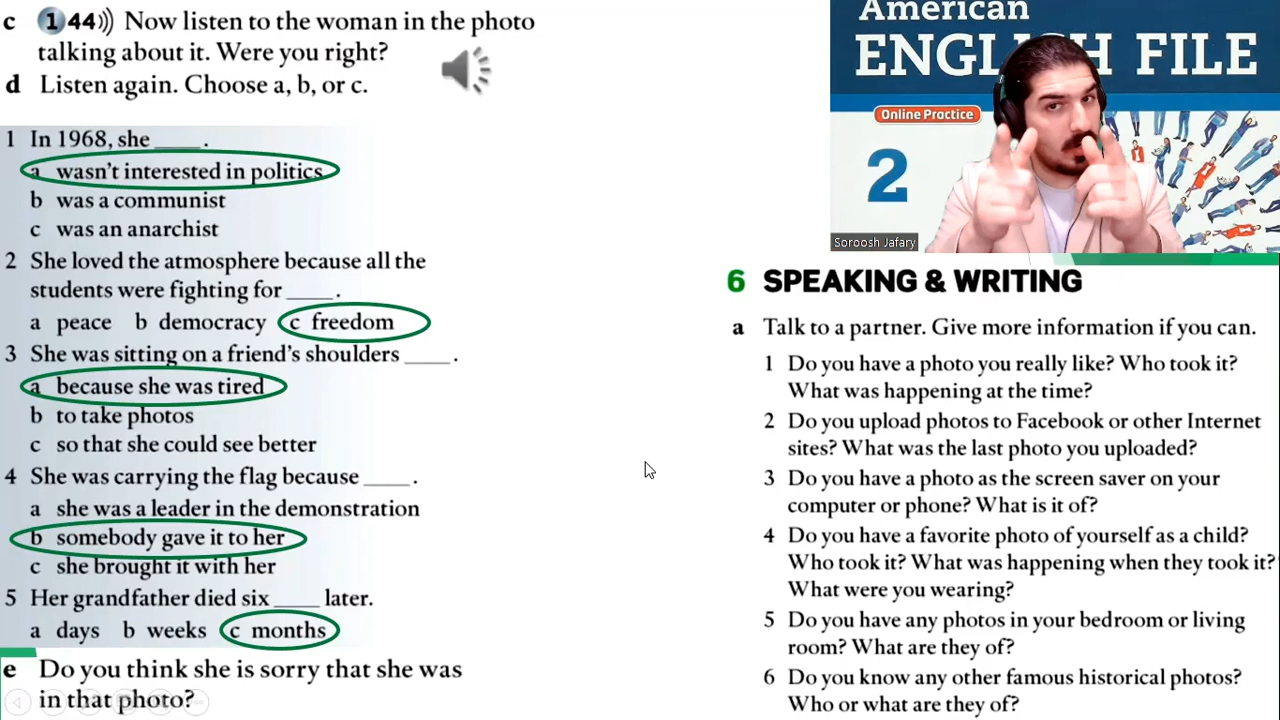 c 1 44))) Now listen to the woman in the photo
talking about it. Were you right?
d Listen again. Choose a, b, or c.
1 In 1968, she ____ .
a wasn't interested in politics
b was a communist
c was an anarchist
2 She loved the atmosphere because all the
students were fighting for ____ .
a peace b democracy c freedom
3 She was sitting on a friend's shoulders ____ .
a because she was tired
b to take photos
c so that she could see better
4 She was carrying the flag because ____ .
a she was a leader in the demonstration
b somebody gave it to her
c she brought it with her
5 Her grandfather died six ____ later.
a days b weeks c months
e Do you think she is sorry that she was
in that photo?
American
ENGLISH FILE
Online Practice
2
Soroosh Jafary
6 SPEAKING & WRITING
a Talk to a partner. Give more information if you can.
1 Do you have a photo you really like? Who took it?
What was happening at the time?
2 Do you upload photos to Facebook or other Internet
sites? What was the last photo you uploaded?
3 Do you have a photo as the screen saver on your
computer or phone? What is it of?
4 Do you have a favorite photo of yourself as a child?
Who took it? What was happening when they took it?
What were you wearing?
5 Do you have any photos in your bedroom or living
room? What are they of?
6 Do you know any other famous historical photos?
Who or what are they of?